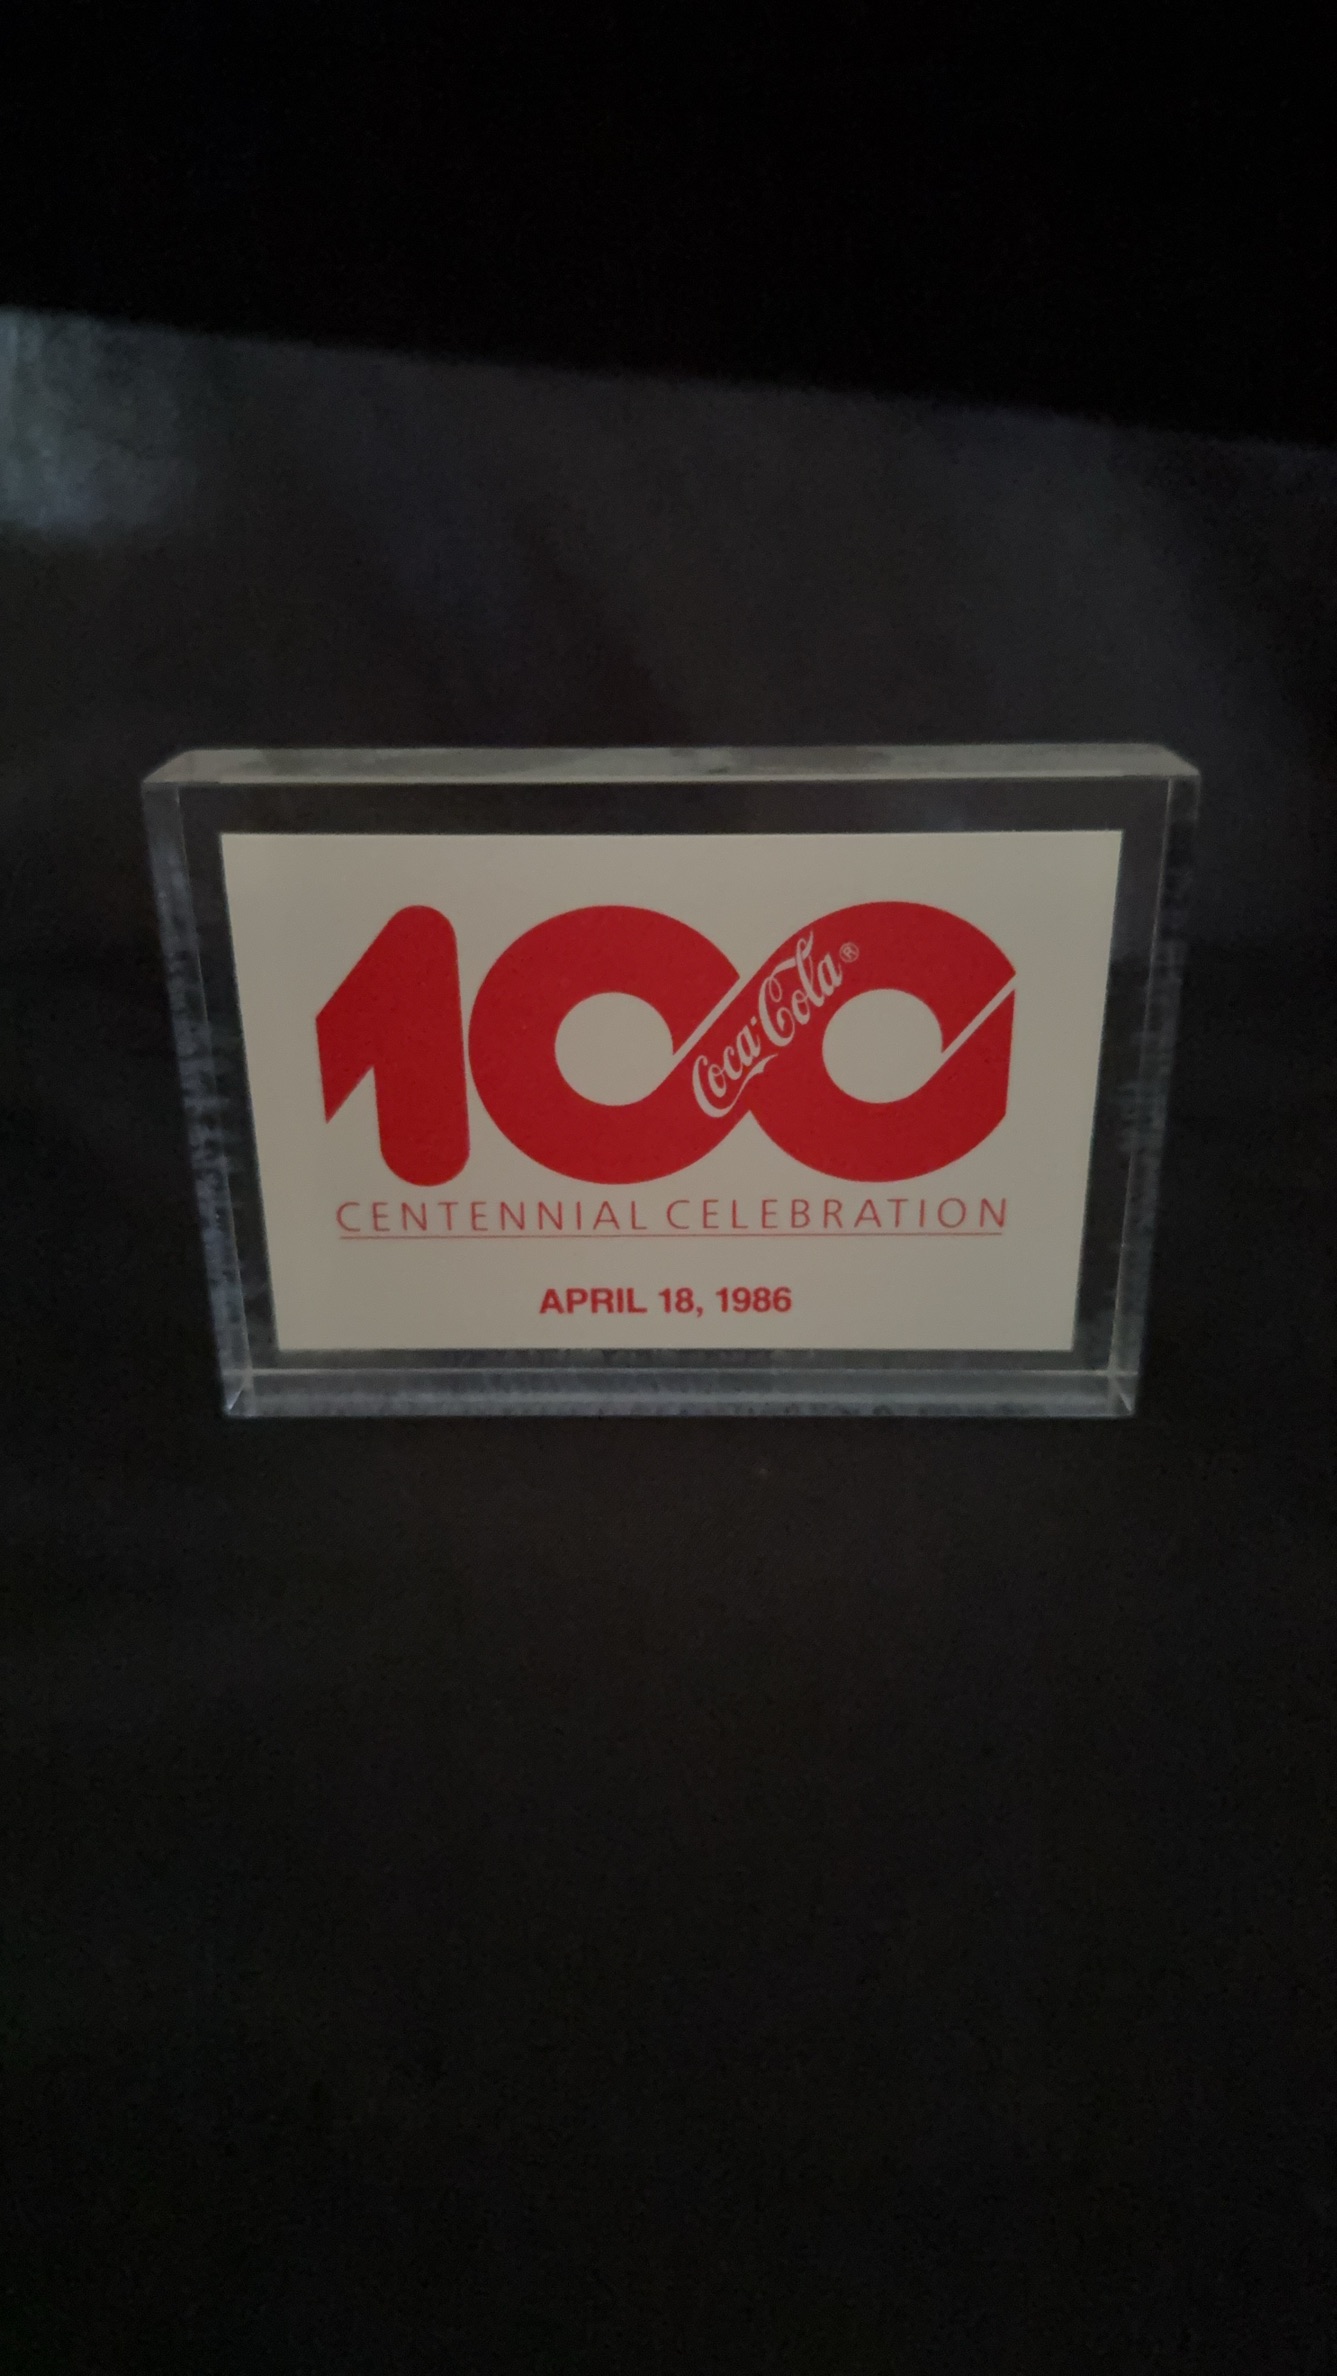 100
Coca-Cola®
CENTENNIAL CELEBRATION
APRIL 18, 1986